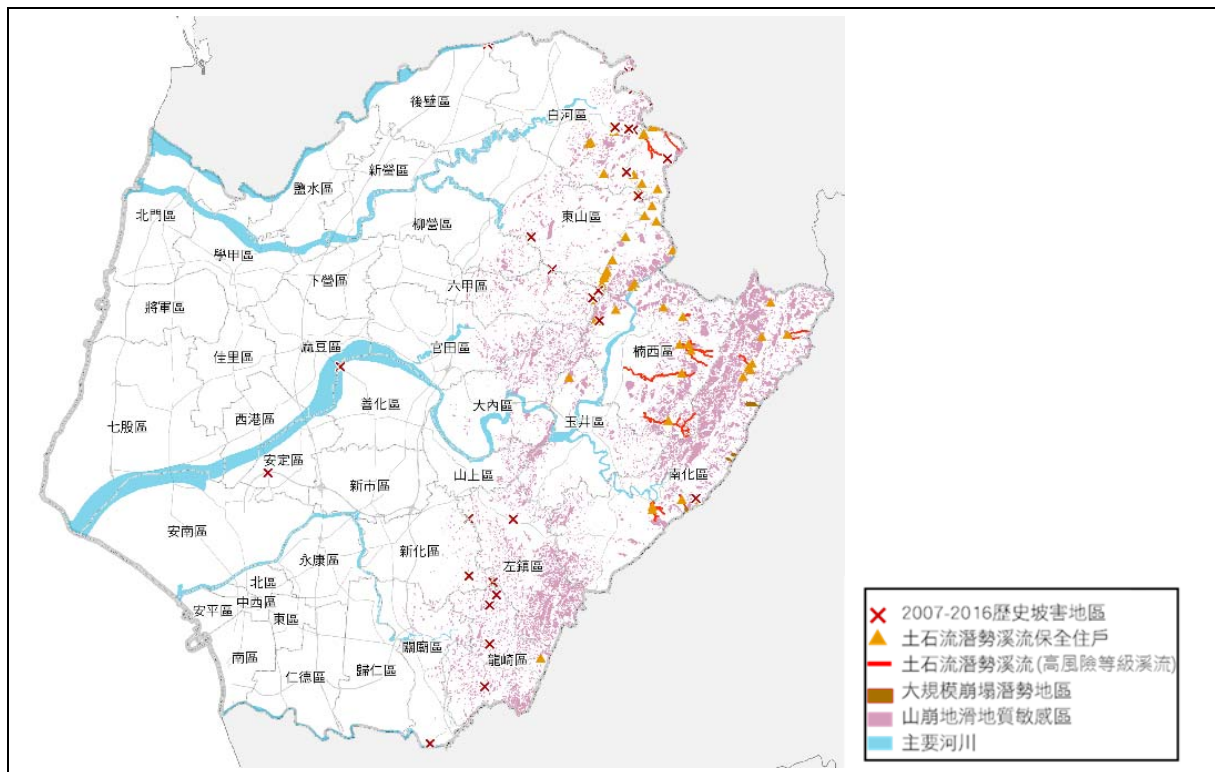 後壁區
白河區
新營區
鹽水區
北門區
東山區
柳營區
學甲區
下營區
六甲區
將軍區
麻豆區
官田區
佳里區
楠西區
大內區
善化區
西港區
玉井區
七股區
安定區
山上區
南化區
新市區
安南區
新化區
永康區
左鎮區
北區
中西區
安平區
東區
關廟區
龍崎區
南區
歸仁區
仁德區
2007-2016歷史坡害地區
土石流潛勢溪流保全住戶
土石流潛勢溪流(高風險等級溪流)
大規模崩塌潛勢地區
山崩地滑地質敏感區
主要河川